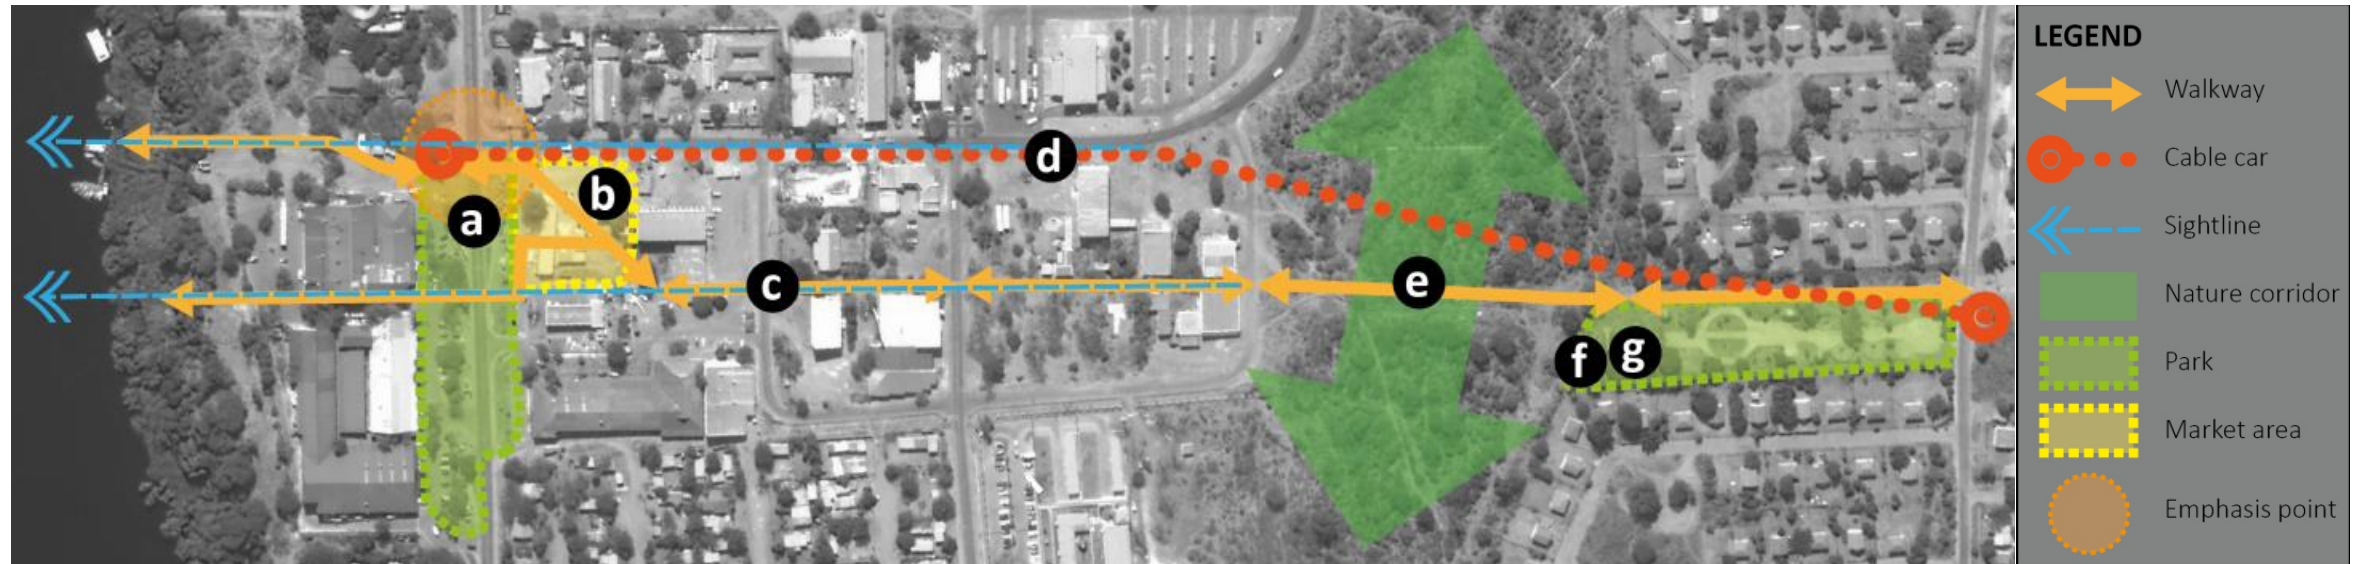 LEGEND
Walkway
Cable car
Sightline
Nature corridor
Park
Market area
Emphasis point
a
b
c
d
e
f
g